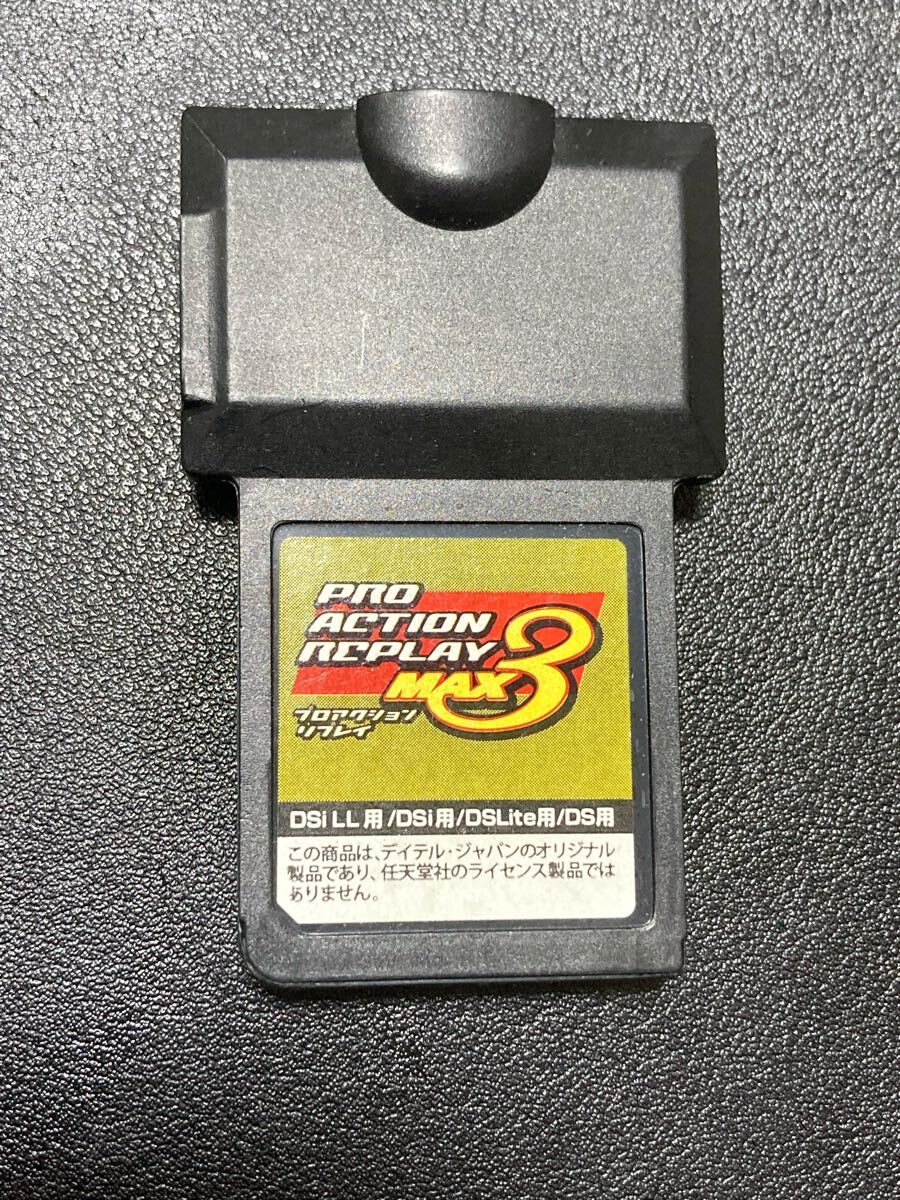 PRO
ACTION
REPLAY
MAX 3
プロアクション
リプレイ
DSi LL用/DSi用/DSLite用/DS用
この商品は、デイテル・ジャパンのオリジナル
製品であり、任天堂社のライセンス製品では
ありません。